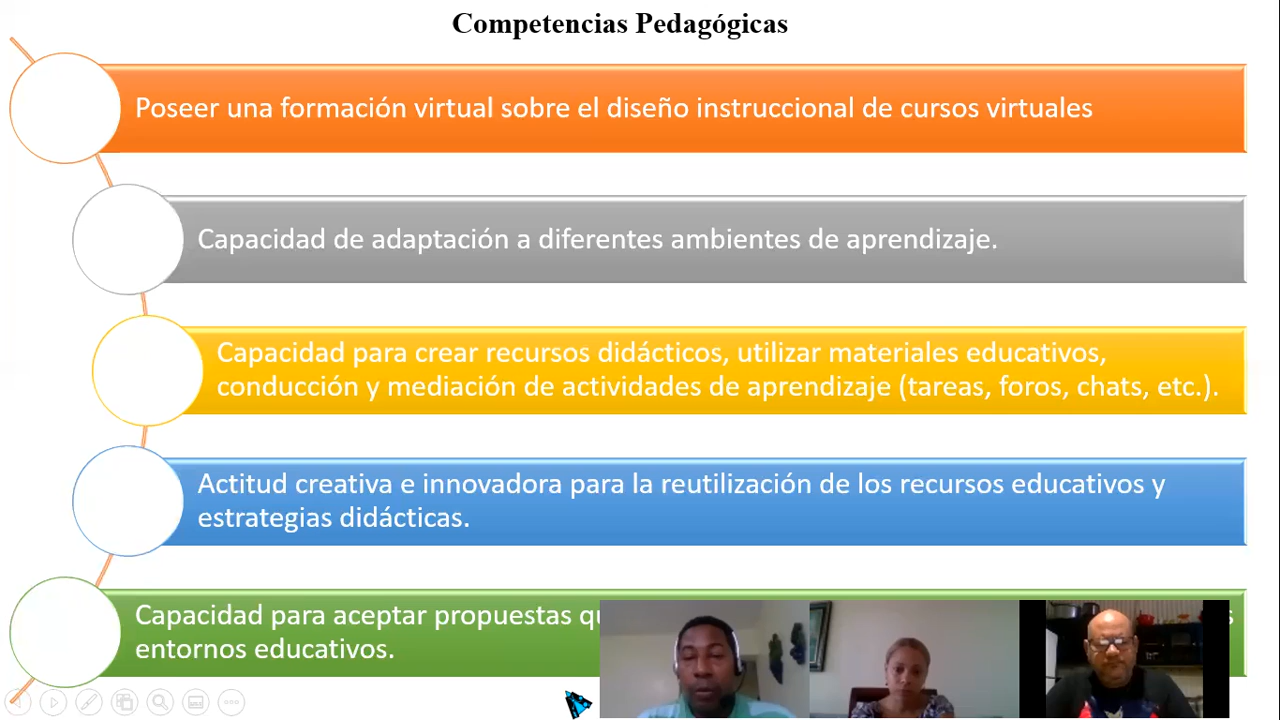 Competencias Pedagógicas
Poseer una formación virtual sobre el diseño instruccional de cursos virtuales
Capacidad de adaptación a diferentes ambientes de aprendizaje.
Capacidad para crear recursos didácticos, utilizar materiales educativos,
conducción y mediación de actividades de aprendizaje (tareas, foros, chats, etc.).
Actitud creativa e innovadora para la reutilización de los recursos educativos y
estrategias didácticas.
Capacidad para aceptar propuestas
entornos educativos.